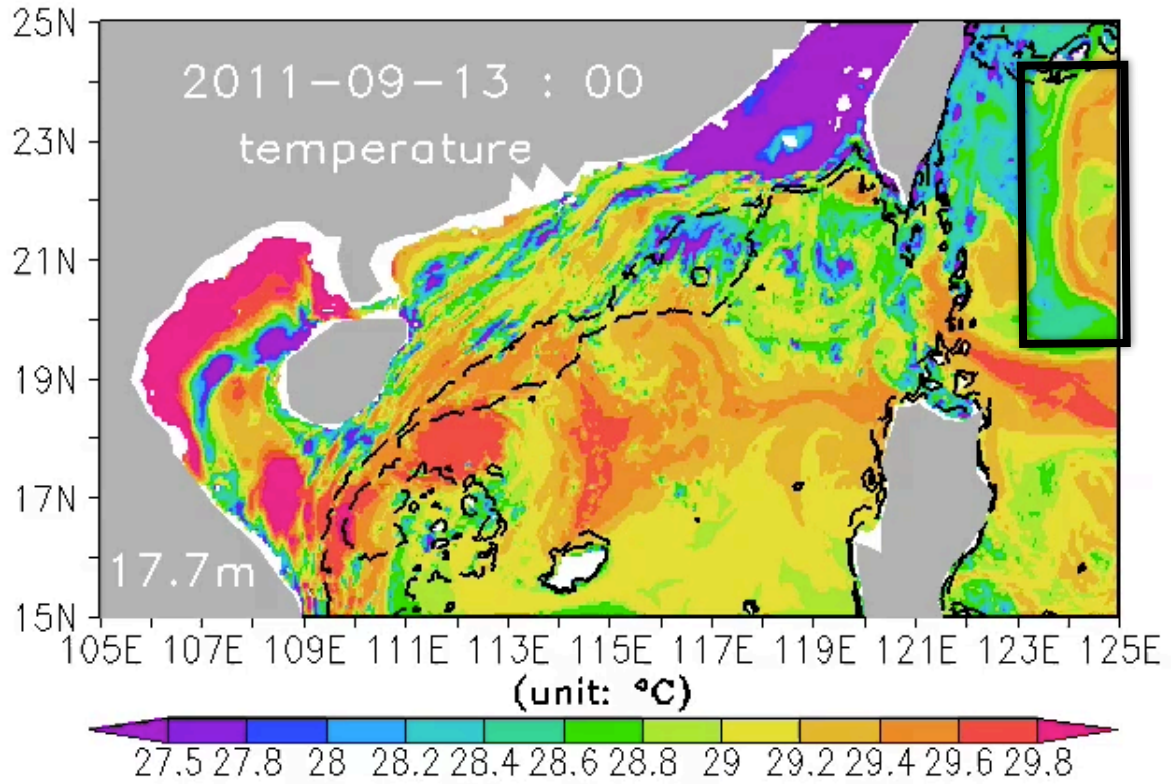 25N
2011-09-13 : 00
temperature
23N
21N
19N
17N
17.7m
15N
105E 107E 109E 111E 113E 115E 117E 119E 121E 123E 125E
(unit: °C)
27.5 27.8 28 28.2 28.4 28.6 28.8 29 29.2 29.4 29.6 29.8